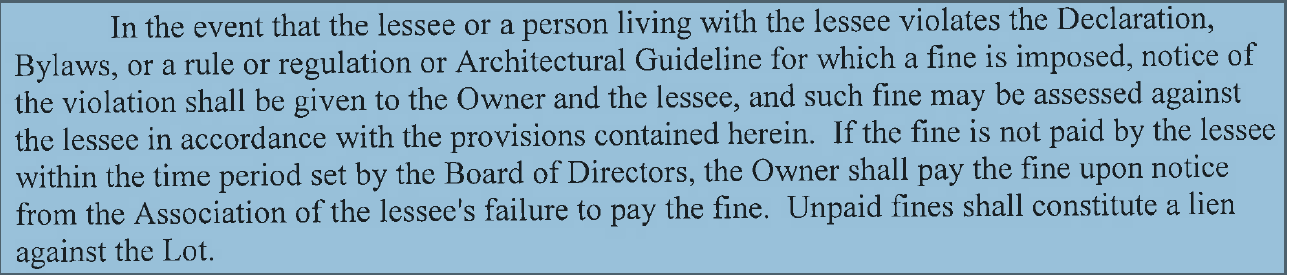 In the event that the lessee or a person living with the lessee violates the Declaration,
Bylaws, or a rule or regulation or Architectural Guideline for which a fine is imposed, notice of
the violation shall be given to the Owner and the lessee, and such fine may be assessed against
the lessee in accordance with the provisions contained herein.  If the fine is not paid by the lessee
within the time period set by the Board of Directors, the Owner shall pay the fine upon notice
from the Association of the lessee's failure to pay the fine.  Unpaid fines shall constitute a lien
against the Lot.